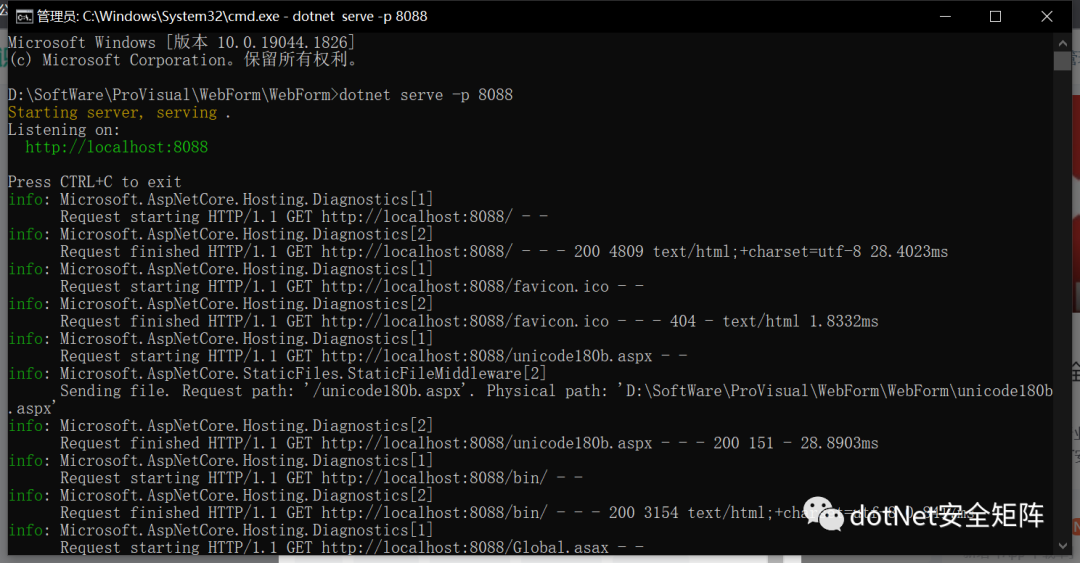 管理员: C:\Windows\System32\cmd.exe - dotnet serve -p 8088
Microsoft Windows [版本 10.0.19044.1826]
(c) Microsoft Corporation。保留所有权利。
D:\SoftWare\ProVisual\WebForm\WebForm>dotnet serve -p 8088
Starting server, serving .
Listening on:
http://localhost:8088
Press CTRL+C to exit
info: Microsoft.AspNetCore.Hosting.Diagnostics[1]
Request starting HTTP/1.1 GET http://localhost:8088/ - -
info: Microsoft.AspNetCore.Hosting.Diagnostics[2]
Request finished HTTP/1.1 GET http://localhost:8088/ - - - 200 4809 text/html;+charset=utf-8 28.4023ms
info: Microsoft.AspNetCore.Hosting.Diagnostics[1]
Request starting HTTP/1.1 GET http://localhost:8088/favicon.ico - -
info: Microsoft.AspNetCore.Hosting.Diagnostics[2]
Request finished HTTP/1.1 GET http://localhost:8088/favicon.ico - - - 404 - text/html 1.8332ms
info: Microsoft.AspNetCore.Hosting.Diagnostics[1]
Request starting HTTP/1.1 GET http://localhost:8088/unicode180b.aspx - -
info: Microsoft.AspNetCore.StaticFiles.StaticFileMiddleware[2]
Sending file. Request path: '/unicode180b.aspx'. Physical path: 'D:\SoftWare\ProVisual\WebForm\WebForm\unicode180b
.aspx'
info: Microsoft.AspNetCore.Hosting.Diagnostics[2]
Request finished HTTP/1.1 GET http://localhost:8088/unicode180b.aspx - - - 200 151 - 28.8903ms
info: Microsoft.AspNetCore.Hosting.Diagnostics[1]
Request starting HTTP/1.1 GET http://localhost:8088/bin/ - -
info: Microsoft.AspNetCore.Hosting.Diagnostics[2]
Request finished HTTP/1.1 GET http://localhost:8088/bin/ - - - 200 3154 text/html;+
dotNet安全矩阵
info: Microsoft.AspNetCore.Hosting.Diagnostics[1]
Request starting HTTP/1.1 GET http://localhost:8088/Global.asax - -